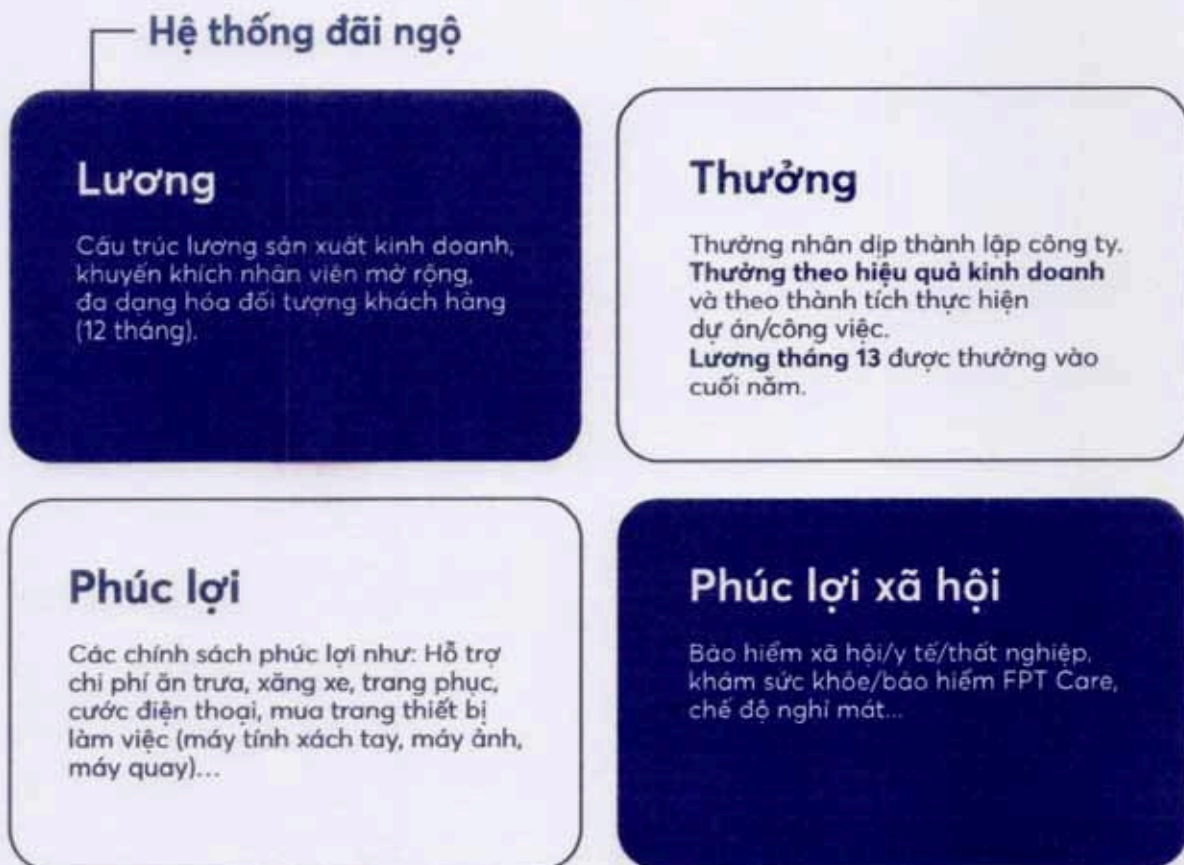 Hệ thống đãi ngộ
Lương
Cấu trúc lương sản xuất kinh doanh,
khuyến khích nhân viên mở rộng,
đa dạng hóa đối tượng khách hàng
(12 tháng).
Thưởng
Thưởng nhân dịp thành lập công ty.
Thưởng theo hiệu quả kinh doanh
và theo thành tích thực hiện
dự án/công việc.
Lương tháng 13 được thưởng vào
cuối năm.
Phúc lợi
Các chính sách phúc lợi như: Hỗ trợ
chi phí ăn trưa, xăng xe, trang phục,
cước điện thoại, mua trang thiết bị
làm việc (máy tính xách tay, máy ảnh,
máy quay)...
Phúc lợi xã hội
Bảo hiểm xã hội/y tế/thất nghiệp,
khám sức khỏe/bảo hiểm FPT Care,
chế độ nghỉ mát...